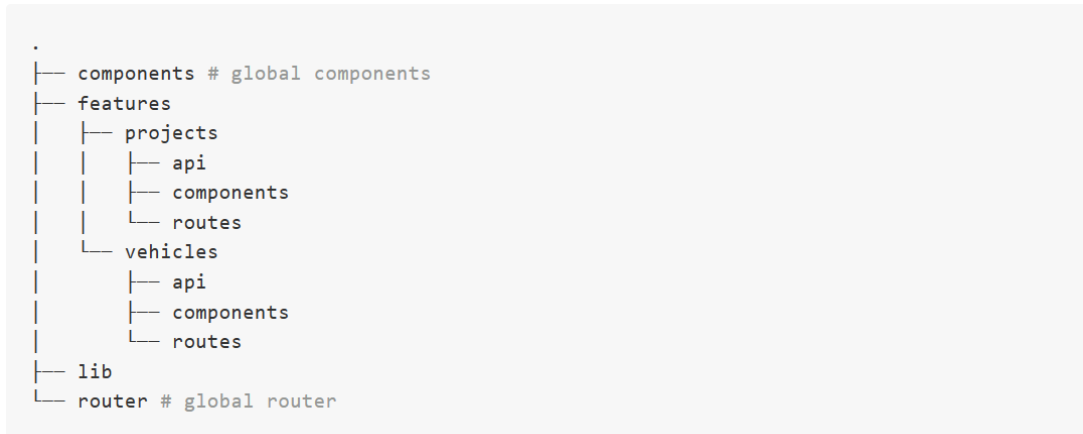 .
├── components # global components
├── features
│   ├── projects
│   │   ├── api
│   │   ├── components
│   │   └── routes
│   └── vehicles
│       ├── api
│       ├── components
│       └── routes
├── lib
└── router # global router